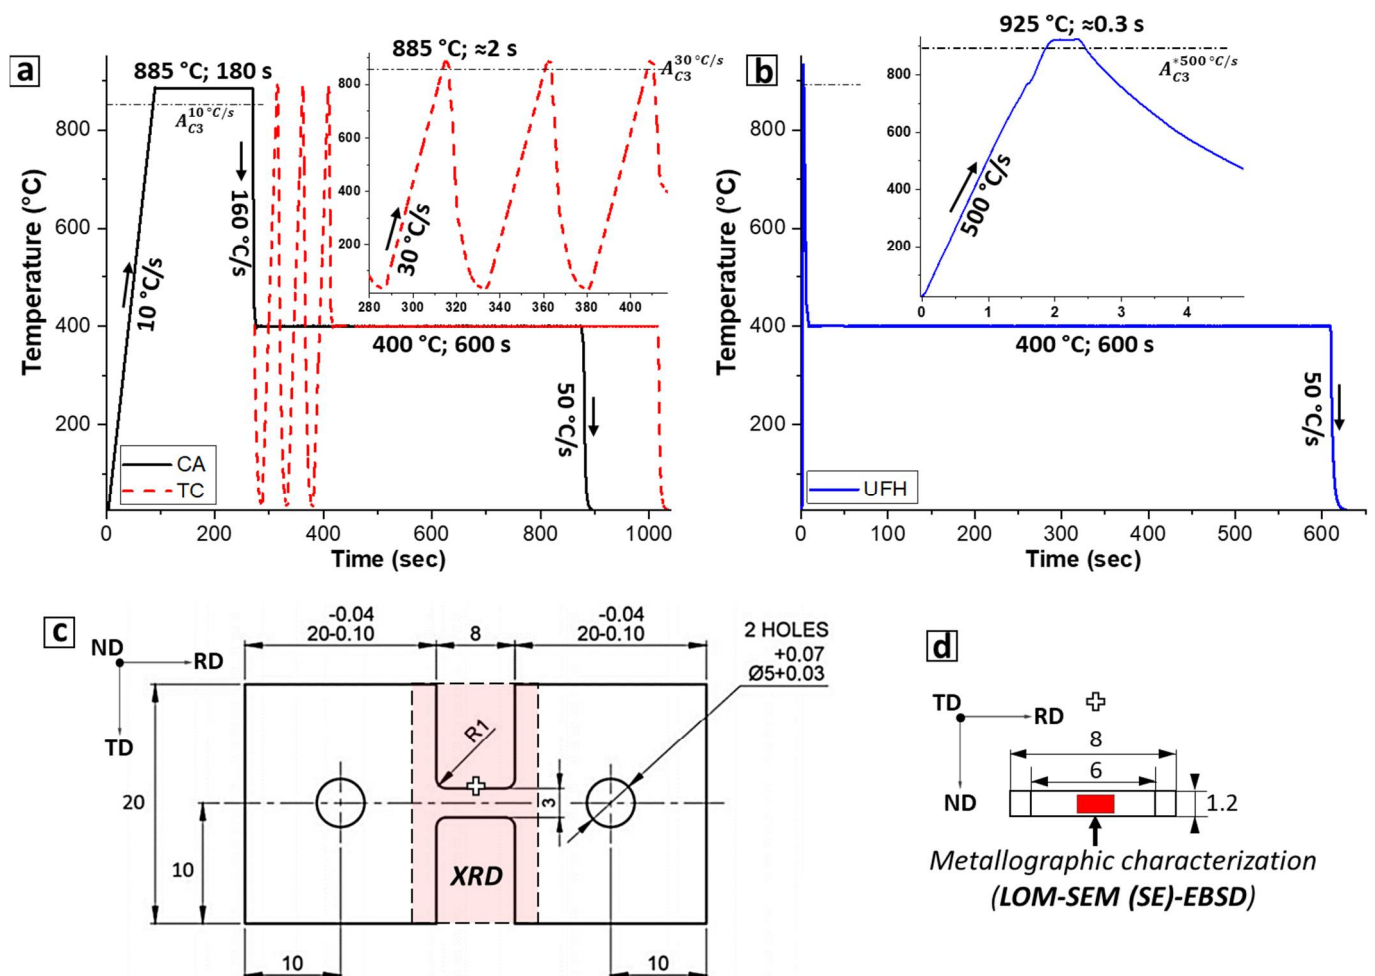 a
885 °C; 180 s
A_C3^10 °C/s
10 °C/s
160 °C/s
885 °C; ≈2 s
A_C3^30 °C/s
30 °C/s
800
600
400
200
280 290 300 320 340 360 380 400
400 °C; 600 s
50 °C/s
CA
TC
Temperature (°C)
800
600
400
200
0 200 400 600 800 1000
Time (sec)
b
925 °C; ≈0.3 s
A_C3^*500 °C/s
500 °C/s
800
600
400
200
0 1 2 3 4
400 °C; 600 s
50 °C/s
UFH
Temperature (°C)
800
600
400
200
0 100 200 300 400 500 600
Time (sec)
c
ND
RD
TD
-0.04
20-0.10
8
-0.04
20-0.10
2 HOLES
+0.07
Ø5+0.03
R1
20
10
3
XRD
10
10
d
TD
RD
ND
8
6
1.2
Metallographic characterization
(LOM-SEM (SE)-EBSD)